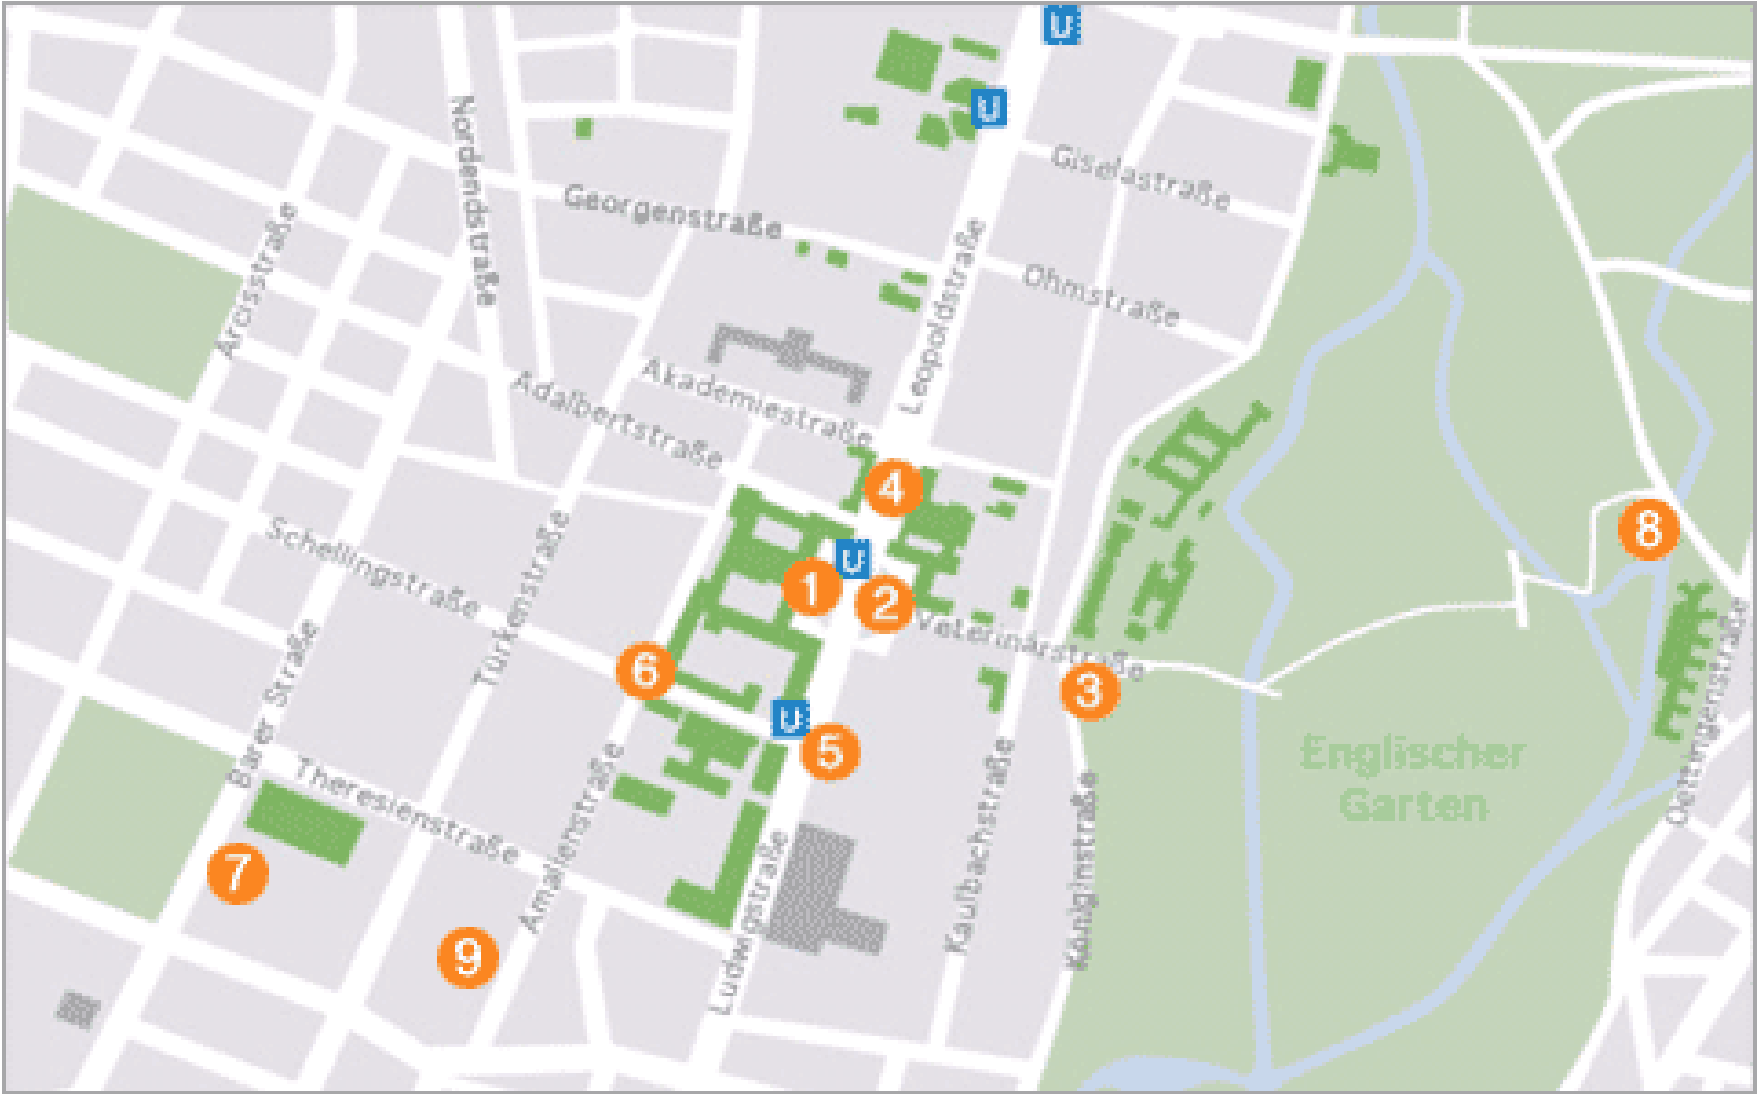 U
U
Nordendstraße
Giselastraße
Georgenstraße
Arcisstraße
Leopoldstraße
Ohmstraße
Akademiestraße
Adalbertstraße
4
8
Schellingstraße
Türkenstraße
U
1
2
Veterinärstraße
6
3
Barer Straße
U
5
Englischer
Garten
Oettingenstraße
Theresienstraße
Amalienstraße
Kaulbachstraße
Königinstraße
7
Ludwigstraße
9